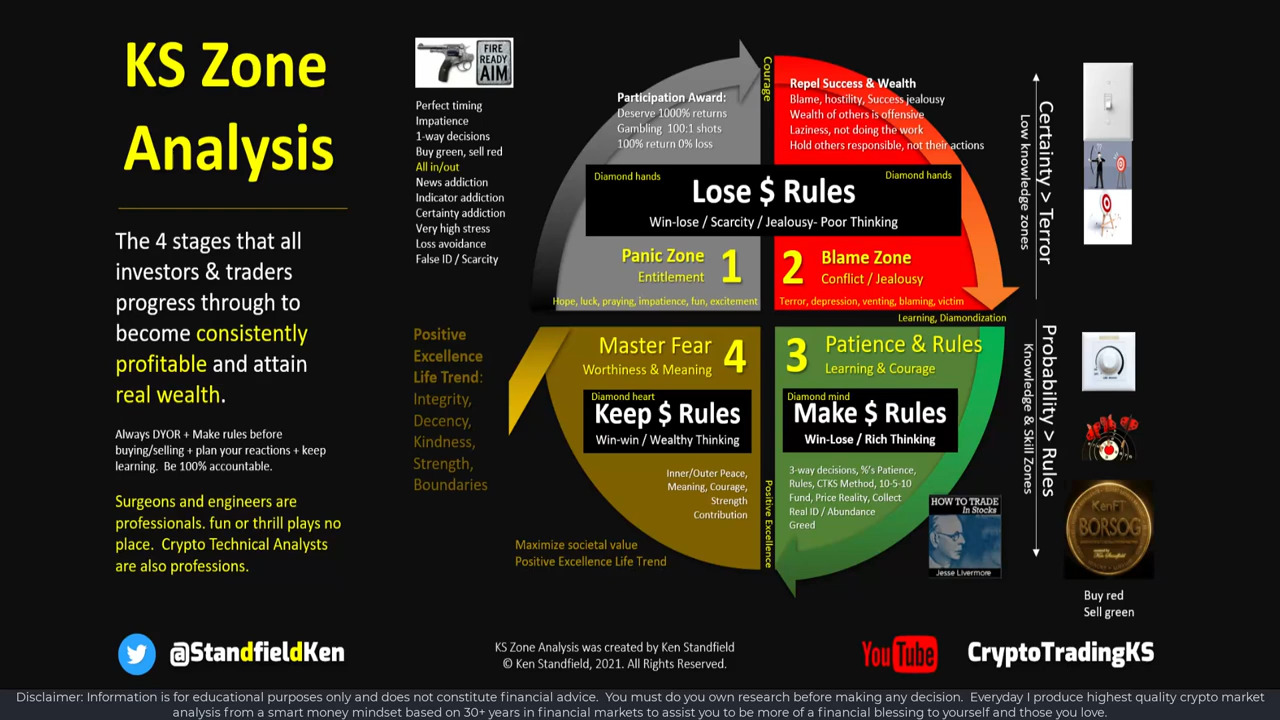 KS Zone
Analysis
The 4 stages that all
investors & traders
progress through to
become consistently
profitable and attain
real wealth.
Always DYOR + Make rules before
buying/selling + plan your reactions + keep
learning. Be 100% accountable.
Surgeons and engineers are
professionals. fun or thrill plays no
place. Crypto Technical Analysts
are also professions.
@StandfieldKen
FIRE
READY
AIM
Perfect timing
Impatience
1-way decisions
Buy green, sell red
All in/out
News addiction
Indicator addiction
Certainty addiction
Very high stress
Loss avoidance
False ID / Scarcity
Positive
Excellence
Life Trend:
Integrity,
Decency,
Kindness,
Strength,
Boundaries
Participation Award:
Deserve 1000% returns
Gambling 100:1 shots
100% return 0% loss
Courage
Repel Success & Wealth
Blame, hostility, Success jealousy
Wealth of others is offensive
Laziness, not doing the work
Hold others responsible, not their actions
Diamond hands
Diamond hands
Lose $ Rules
Win-lose / Scarcity / Jealousy- Poor Thinking
Panic Zone
Entitlement
1
Hope, luck, praying, impatience, fun, excitement
2
Blame Zone
Conflict / Jealousy
Terror, depression, venting, blaming, victim
Learning, Diamondization
Master Fear
Worthiness & Meaning
4
Diamond heart
Keep $ Rules
Win-win / Wealthy Thinking
Inner/Outer Peace,
Meaning, Courage,
Strength
Contribution
Maximize societal value
Positive Excellence Life Trend
Positive Excellence
3
Patience & Rules
Learning & Courage
Diamond mind
Make $ Rules
Win-Lose / Rich Thinking
3-way decisions, %'s Patience,
Rules, CTKS Method, 10-5-10
Fund, Price Reality, Collect
Real ID / Abundance
Greed
HOW TO TRADE
In Stocks
Jesse Livermore
Certainty > Terror
Low knowledge zones
Probability > Rules
Knowledge & Skill Zones
KenFT
BORSOG
Buy red
Sell green
KS Zone Analysis was created by Ken Standfield
© Ken Standfield, 2021. All Rights Reserved.
YouTube
CryptoTradingKS
Disclaimer: Information is for educational purposes only and does not constitute financial advice. You must do you own research before making any decision. Everyday I produce highest quality crypto market
analysis from a smart money mindset based on 30+ years in financial markets to assist you to be more of a financial blessing to yourself and those you love.